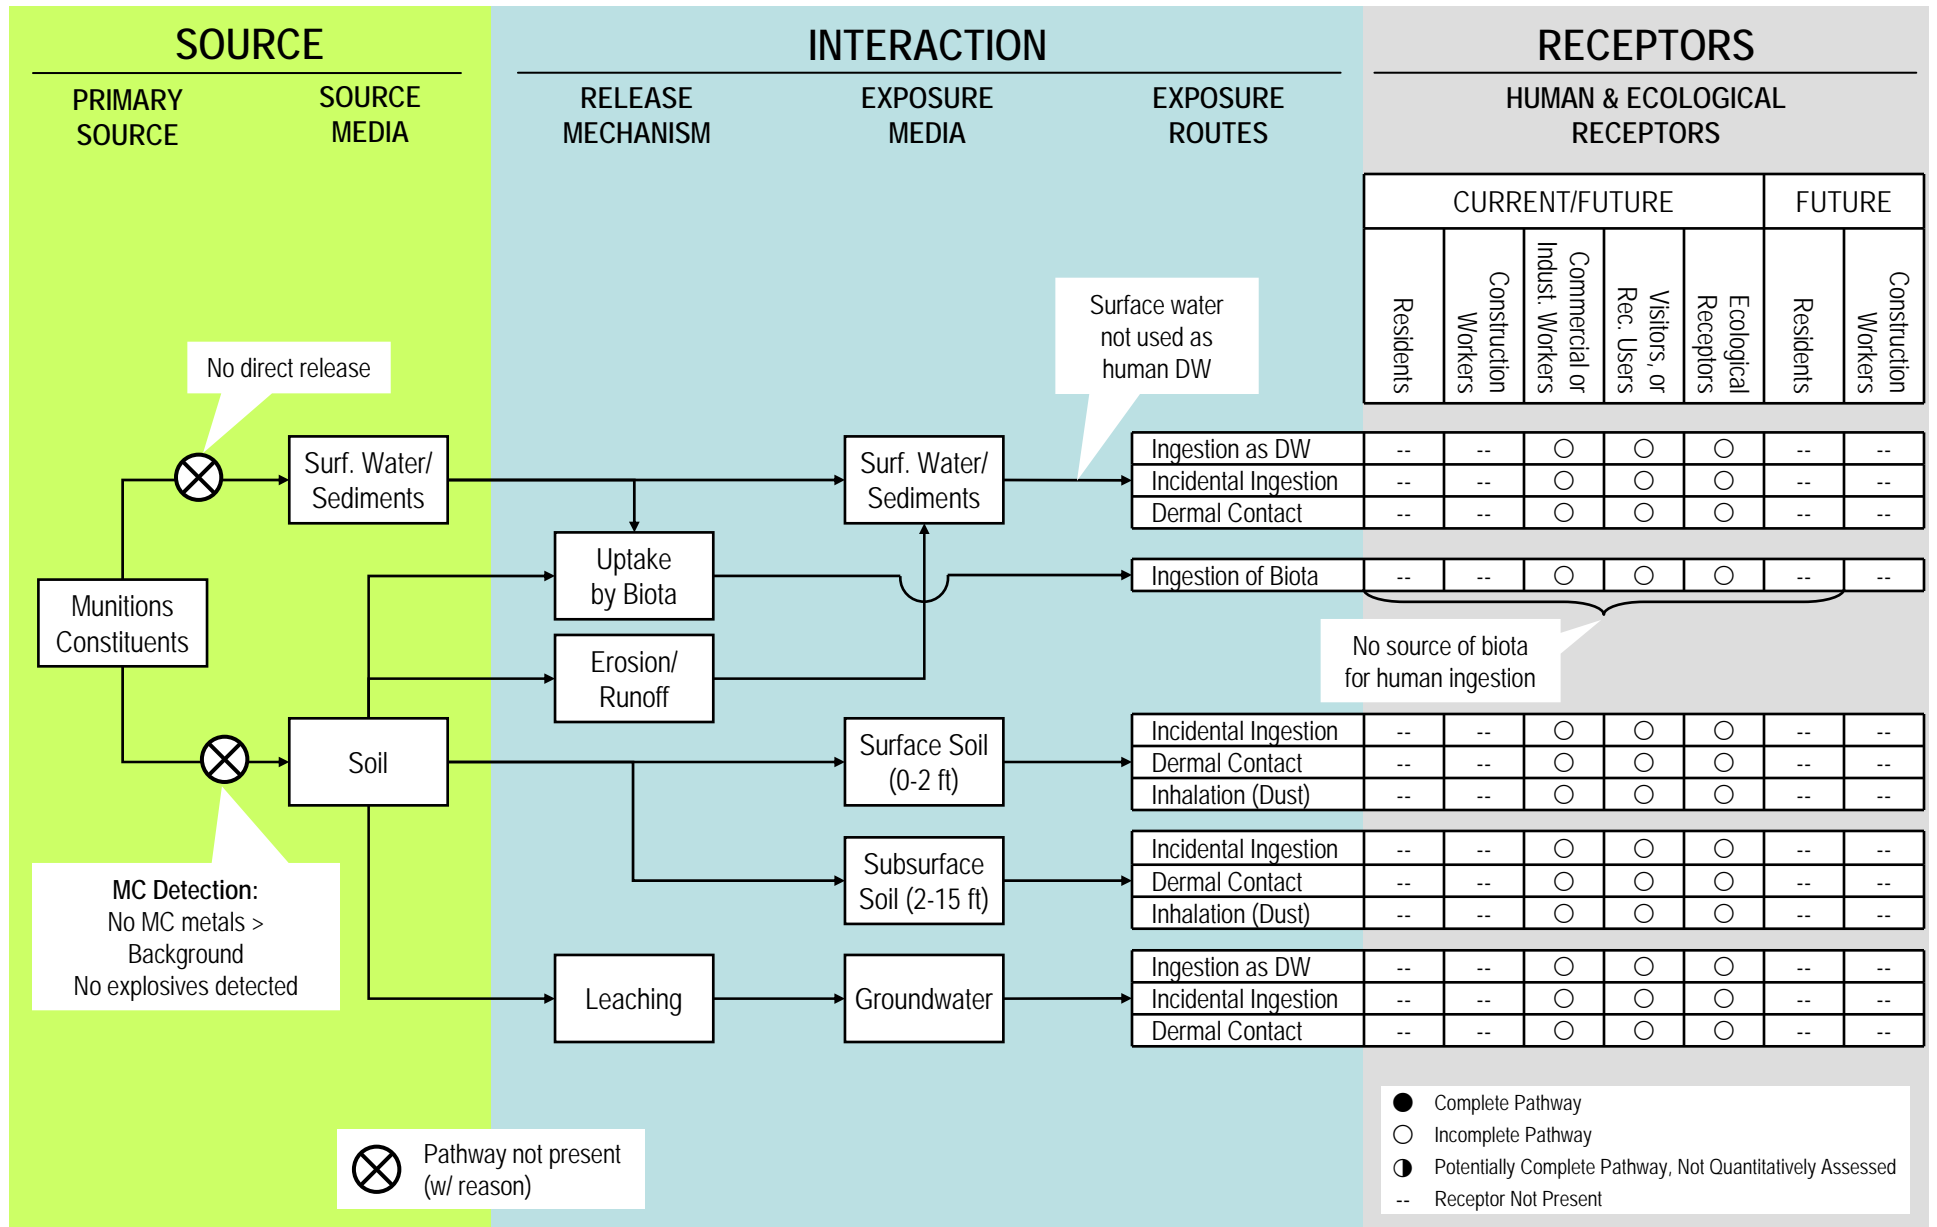 SOURCE
INTERACTION
RECEPTORS
PRIMARY
SOURCE
SOURCE
MEDIA
RELEASE
MECHANISM
EXPOSURE
MEDIA
EXPOSURE
ROUTES
HUMAN & ECOLOGICAL
RECEPTORS
CURRENT/FUTURE
FUTURE
Residents
Construction
Workers
Commercial or
Indust. Workers
Visitors, or
Rec. Users
Ecological
Receptors
Residents
Construction
Workers
Surface water
not used as
human DW
No direct release
Surf. Water/
Sediments
Surf. Water/
Sediments
Ingestion as DW -- -- ○ ○ ○ -- --
Incidental Ingestion -- -- ○ ○ ○ -- --
Dermal Contact -- -- ○ ○ ○ -- --
Uptake
by Biota
Ingestion of Biota -- -- ○ ○ ○ -- --
Munitions
Constituents
No source of biota
for human ingestion
Erosion/
Runoff
Soil
Surface Soil
(0-2 ft)
Incidental Ingestion -- -- ○ ○ ○ -- --
Dermal Contact -- -- ○ ○ ○ -- --
Inhalation (Dust) -- -- ○ ○ ○ -- --
Subsurface
Soil (2-15 ft)
Incidental Ingestion -- -- ○ ○ ○ -- --
Dermal Contact -- -- ○ ○ ○ -- --
Inhalation (Dust) -- -- ○ ○ ○ -- --
MC Detection:
No MC metals >
Background
No explosives detected
Leaching
Groundwater
Ingestion as DW -- -- ○ ○ ○ -- --
Incidental Ingestion -- -- ○ ○ ○ -- --
Dermal Contact -- -- ○ ○ ○ -- --
Pathway not present
(w/ reason)
● Complete Pathway
○ Incomplete Pathway
◑ Potentially Complete Pathway, Not Quantitatively Assessed
-- Receptor Not Present